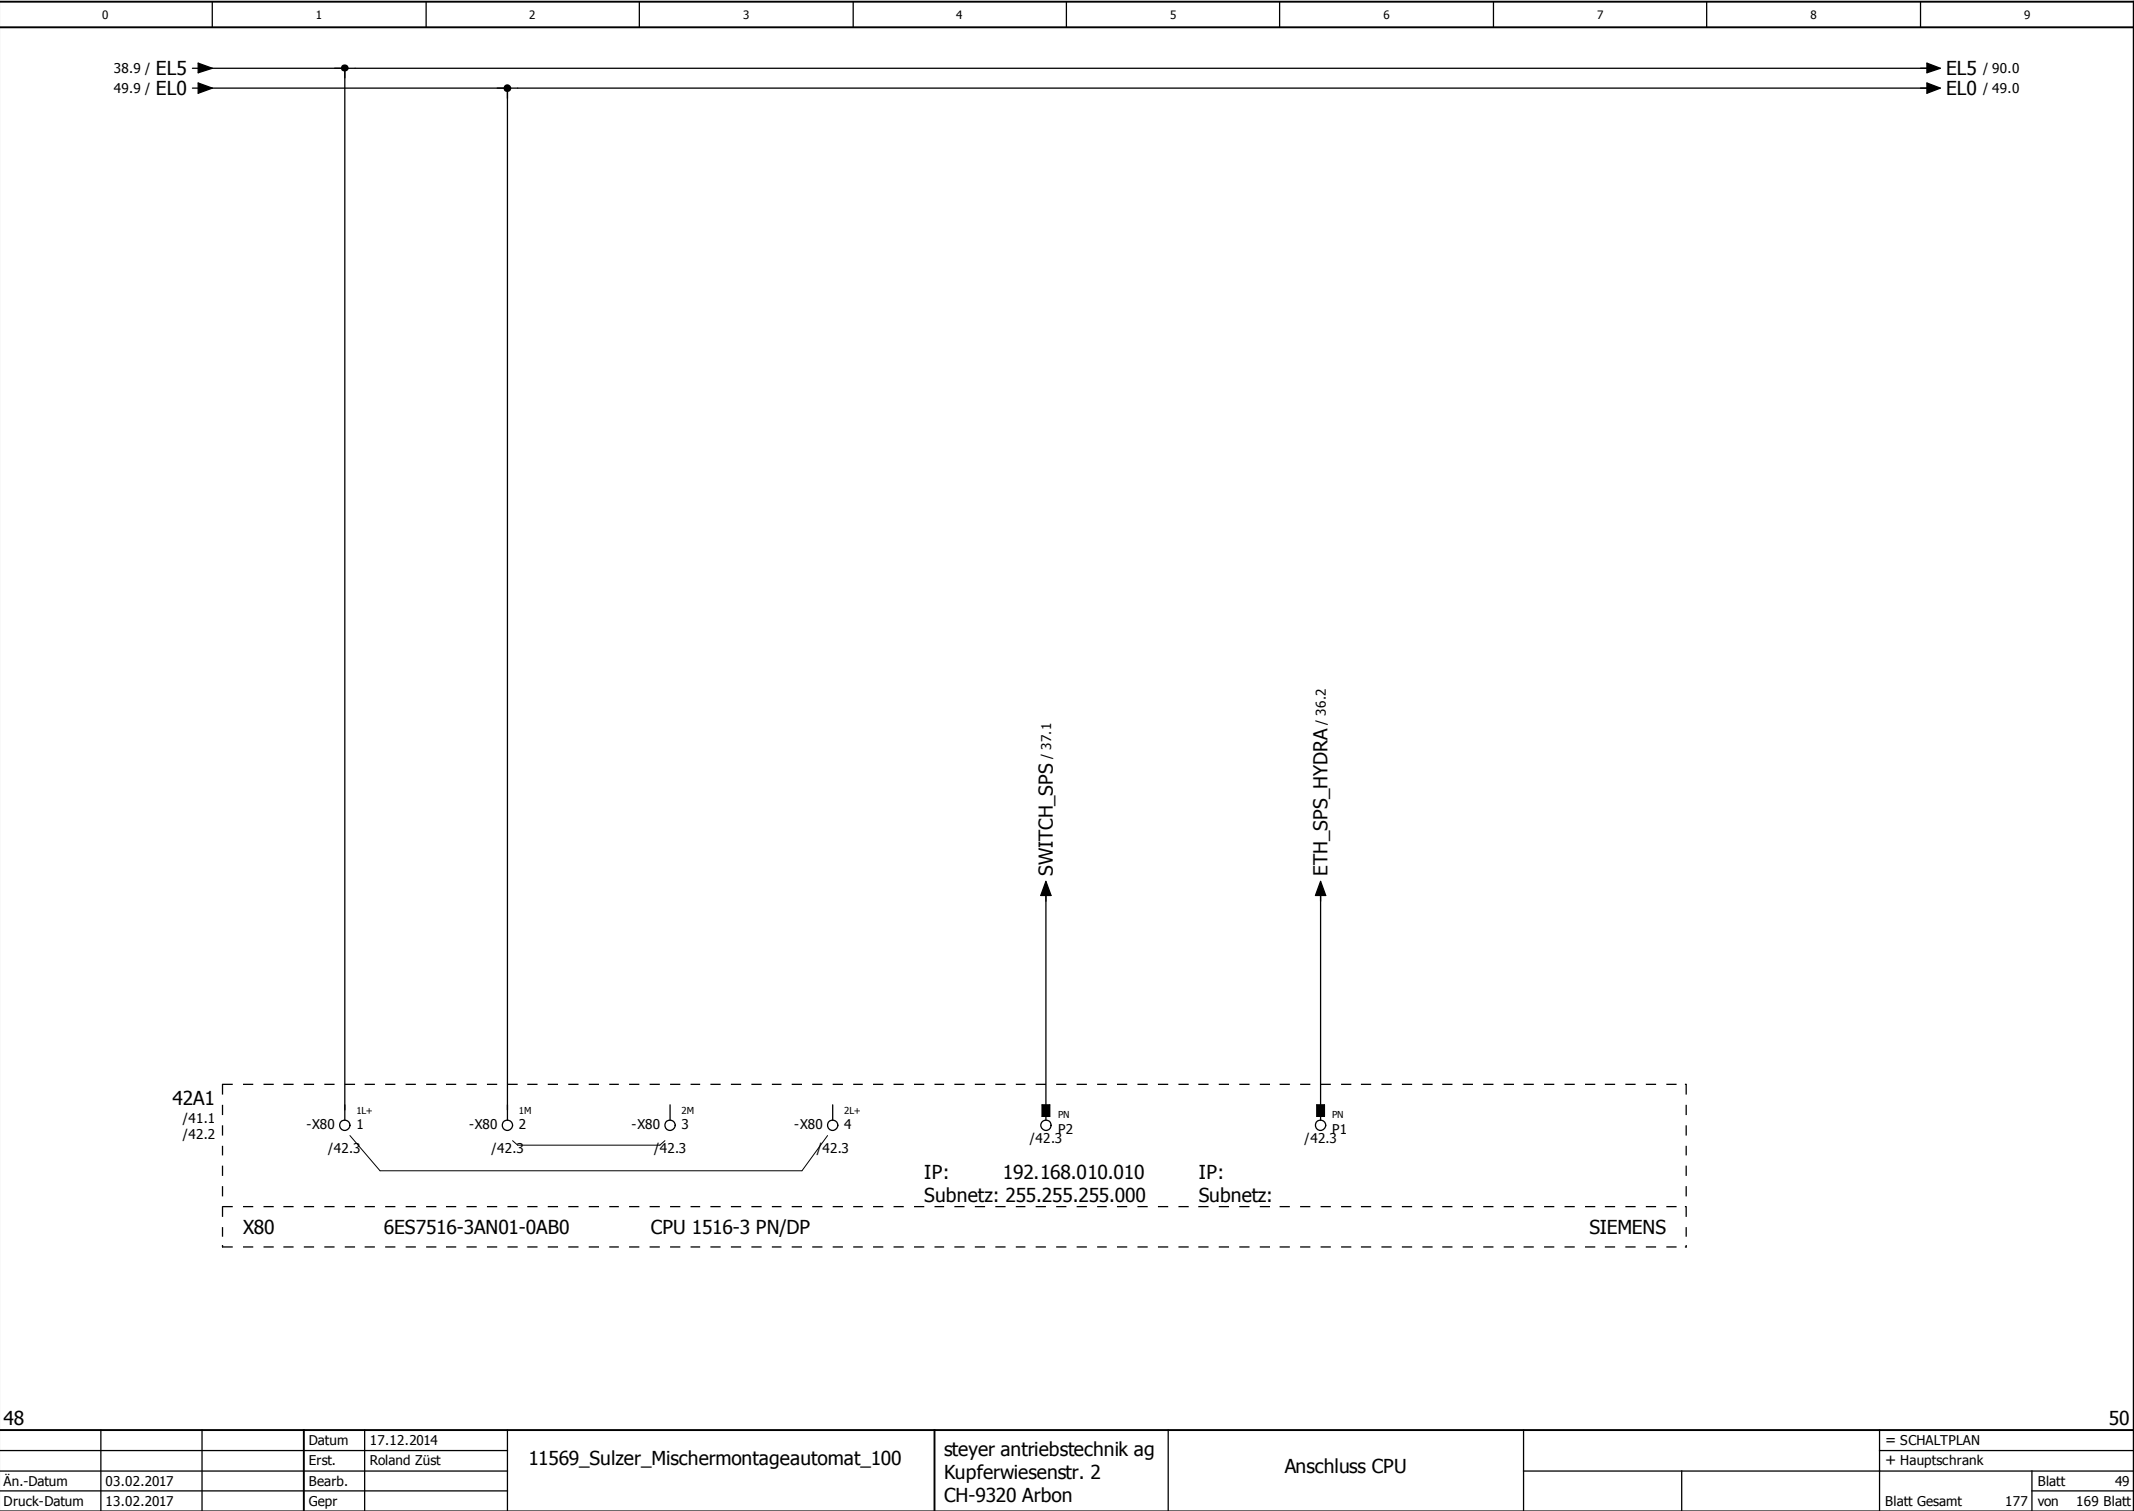 0 1 2 3 4 5 6 7 8 9
38.9 / EL5 EL5 / 90.0
49.9 / EL0 EL0 / 49.0
SWITCH_SPS / 37.1
ETH_SPS_HYDRA / 36.2
42A1
/41.1
/42.2
1L+ 1M 2M 2L+ PN PN
-X80 1 -X80 2 -X80 3 -X80 4 P2 P1
/42.3 /42.3 /42.3 /42.3 /42.3 /42.3
IP: 192.168.010.010 IP:
Subnetz: 255.255.255.000 Subnetz:
X80 6ES7516-3AN01-0AB0 CPU 1516-3 PN/DP SIEMENS
48 50
Datum 17.12.2014
Erst. Roland Züst
Än.-Datum 03.02.2017 Bearb.
Druck-Datum 13.02.2017 Gepr
11569_Sulzer_Mischermontageautomat_100
steyer antriebstechnik ag
Kupferwiesenstr. 2
CH-9320 Arbon
Anschluss CPU
= SCHALTPLAN
+ Hauptschrank
Blatt 49
Blatt Gesamt 177 von 169 Blatt